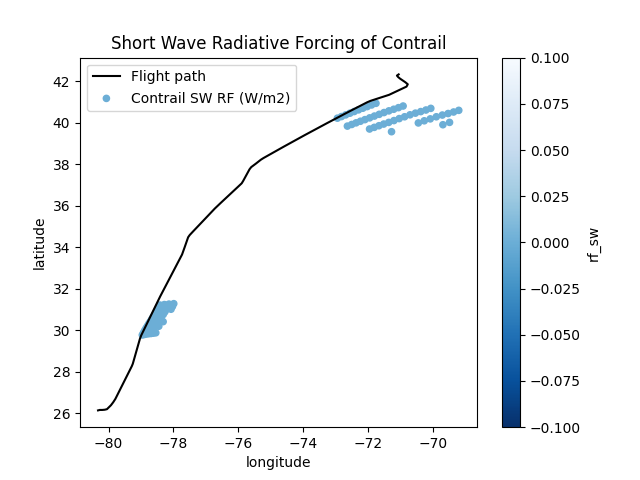 Short Wave Radiative Forcing of Contrail
Flight path
Contrail SW RF (W/m2)
42
40
38
36
34
32
30
28
26
latitude
−80 −78 −76 −74 −72 −70
longitude
0.100
0.075
0.050
0.025
0.000
−0.025
−0.050
−0.075
−0.100
rf_sw